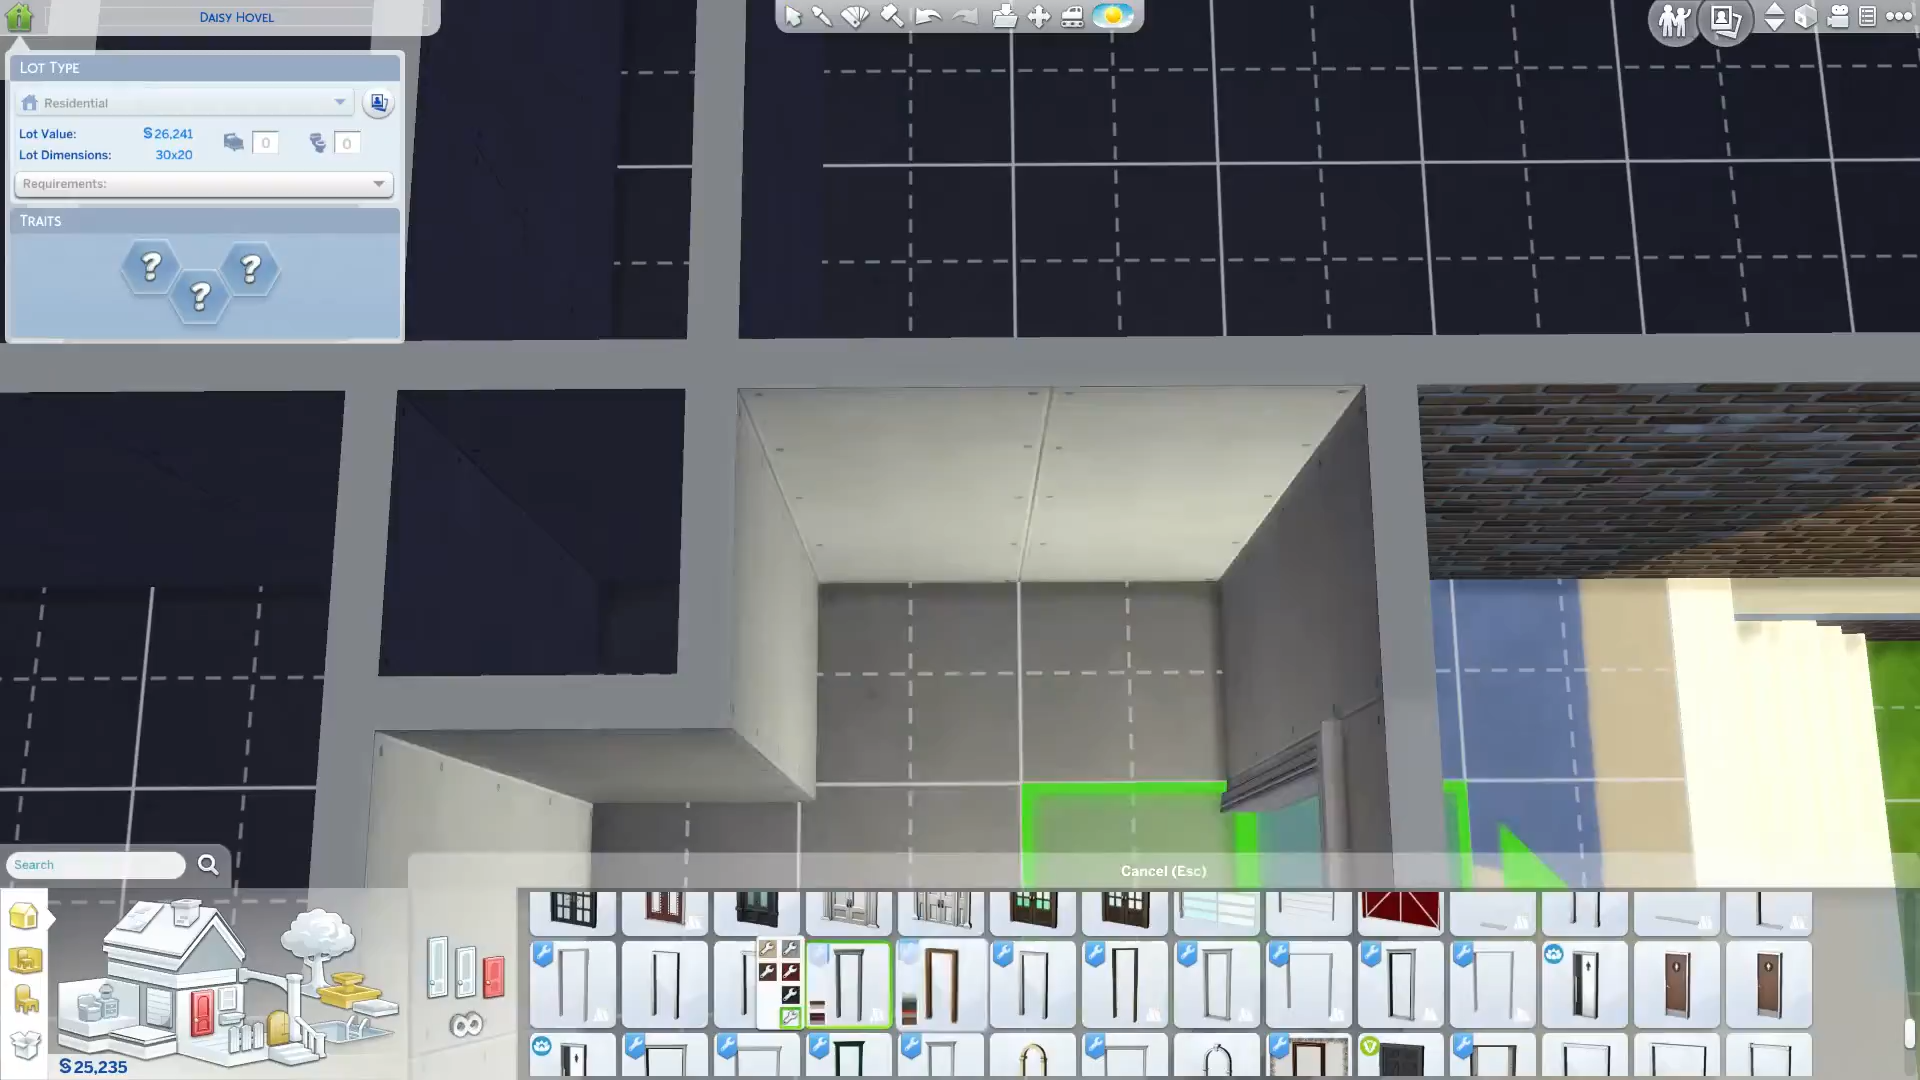 DAISY HOVEL
LOT TYPE
Residential
Lot Value: §26,241 0 0
Lot Dimensions: 30x20
Requirements:
TRAITS
? ? ?
Search
Cancel (Esc)
§25,235